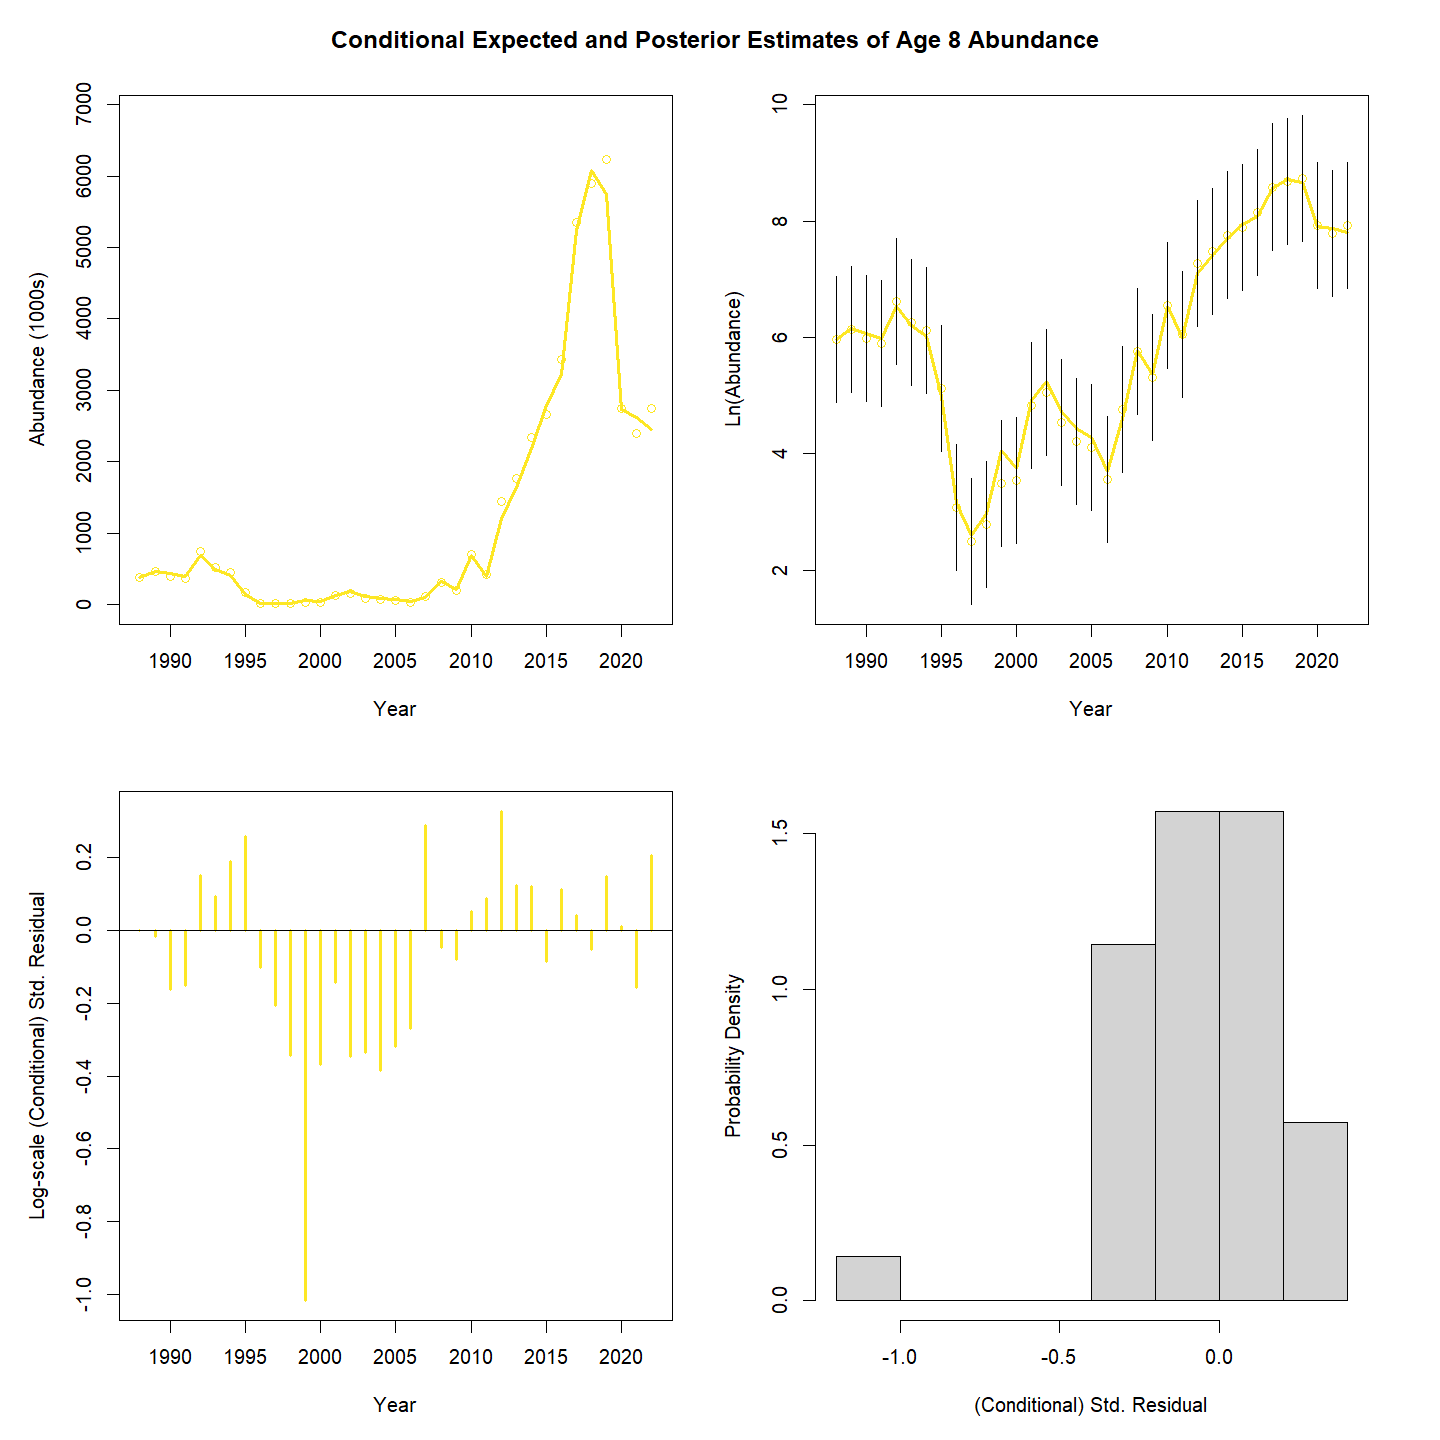 Conditional Expected and Posterior Estimates of Age 8 Abundance
Abundance (1000s)
7000
6000
5000
4000
3000
2000
1000
0
1990 1995 2000 2005 2010 2015 2020
Year
Ln(Abundance)
10
8
6
4
2
1990 1995 2000 2005 2010 2015 2020
Year
Log-scale (Conditional) Std. Residual
0.2
0.0
-0.2
-0.4
-0.6
-0.8
-1.0
1990 1995 2000 2005 2010 2015 2020
Year
Probability Density
1.5
1.0
0.5
0.0
-1.0 -0.5 0.0
(Conditional) Std. Residual